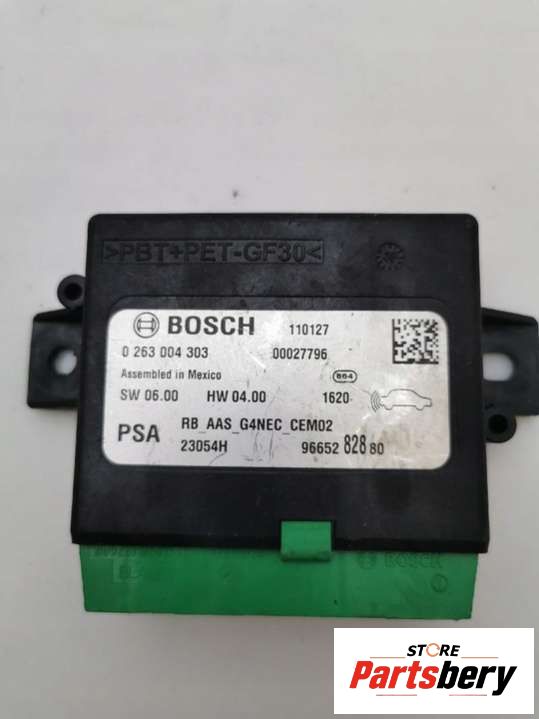 >PBT+PET-GF30<
BOSCH 110127
0 263 004 303 00027796
Assembled in Mexico 664
SW 06.00 HW 04.00 1620
PSA RB_AAS_G4NEC_CEM02
23054H 96652 828 80
BOSCH
STORE
Partsbery